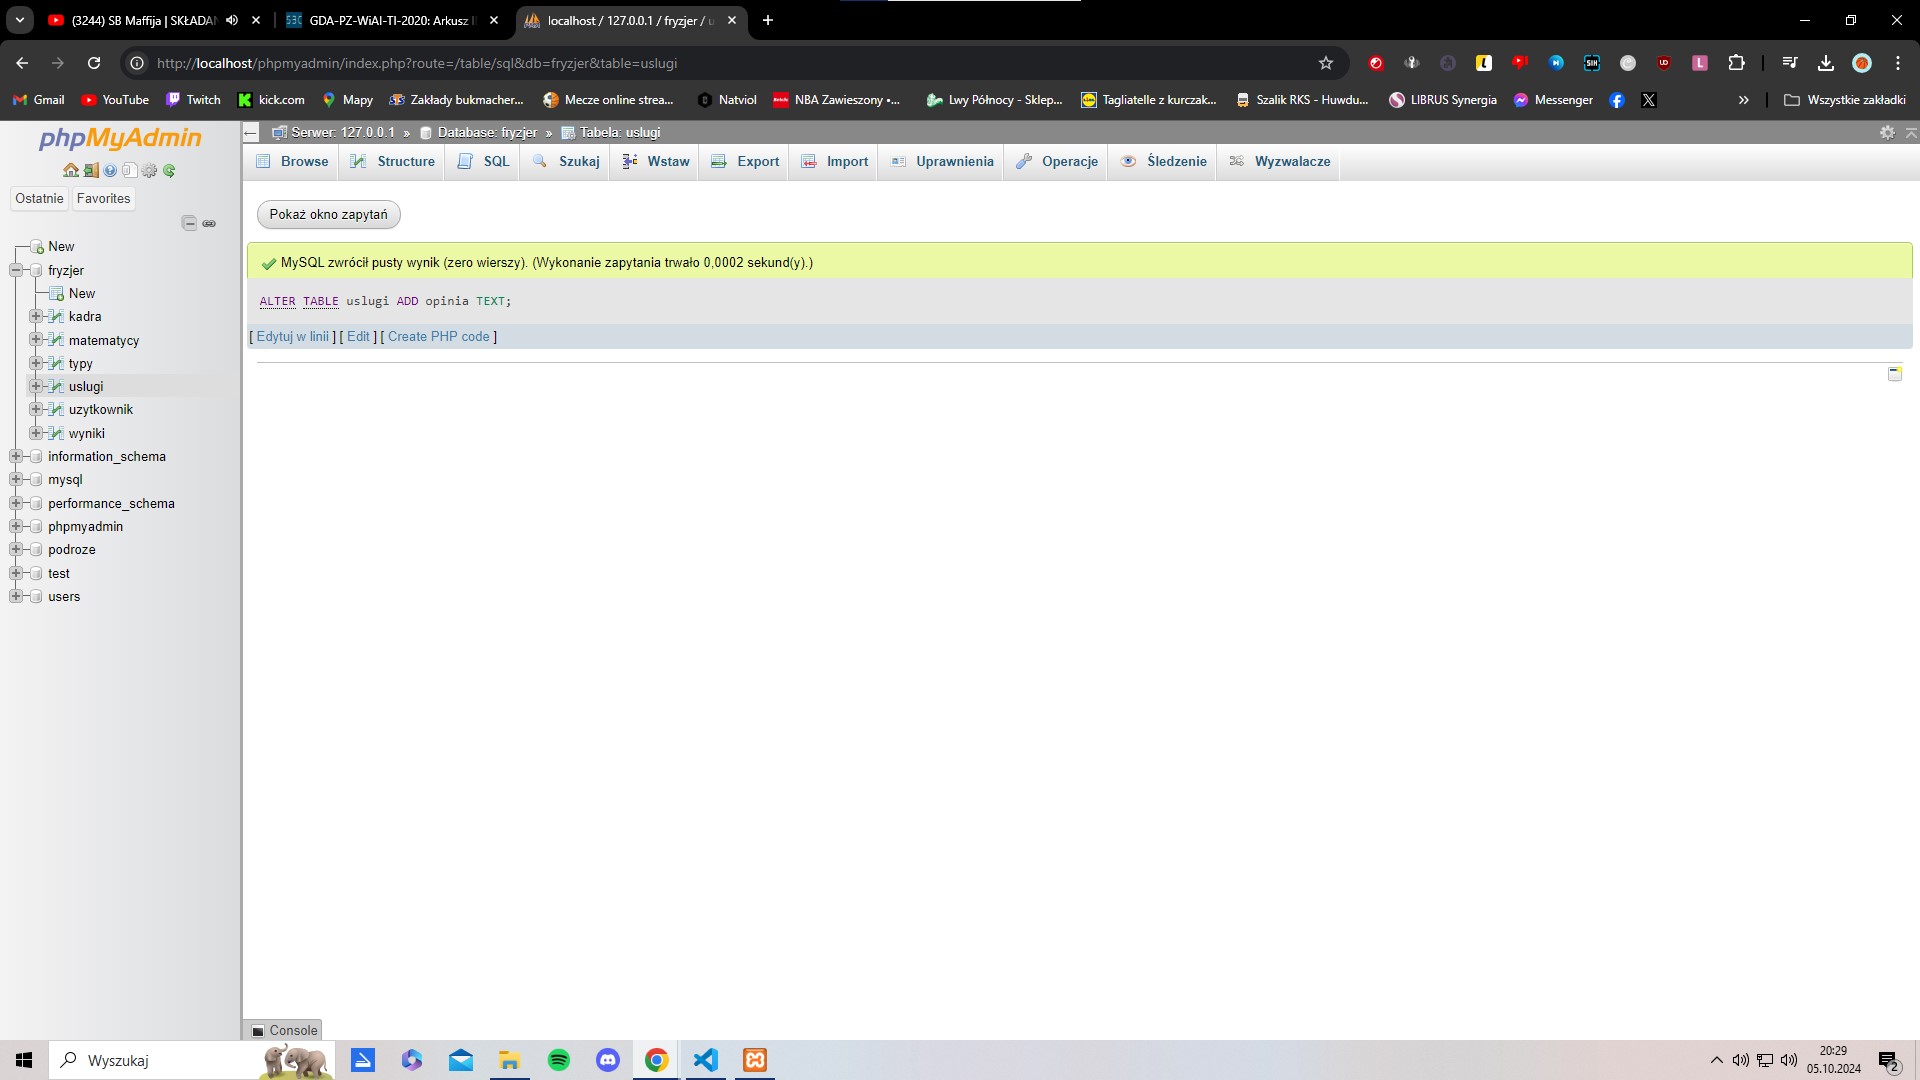 (3244) SB Maffija | SKŁADAN
GDA-PZ-WiAI-TI-2020: Arkusz II
localhost / 127.0.0.1 / fryzjer / u
http://localhost/phpmyadmin/index.php?route=/table/sql&db=fryzjer&table=uslugi
Gmail
YouTube
Twitch
kick.com
Mapy
Zakłady bukmacher...
Mecze online strea...
Natviol
NBA Zawieszony •...
Lwy Północy - Sklep...
Tagliatelle z kurczak...
Szalik RKS - Huwdu...
LIBRUS Synergia
Messenger
»
Wszystkie zakładki
phpMyAdmin
Ostatnie
Favorites
New
fryzjer
New
kadra
matematycy
typy
uslugi
uzytkownik
wyniki
information_schema
mysql
performance_schema
phpmyadmin
podroze
test
users
Serwer: 127.0.0.1 » Database: fryzjer » Tabela: uslugi
Browse
Structure
SQL
Szukaj
Wstaw
Export
Import
Uprawnienia
Operacje
Śledzenie
Wyzwalacze
Pokaż okno zapytań
MySQL zwrócił pusty wynik (zero wierszy). (Wykonanie zapytania trwało 0,0002 sekund(y).)
ALTER TABLE uslugi ADD opinia TEXT;
[ Edytuj w linii ] [ Edit ] [ Create PHP code ]
Console
Wyszukaj
20:29
05.10.2024
2